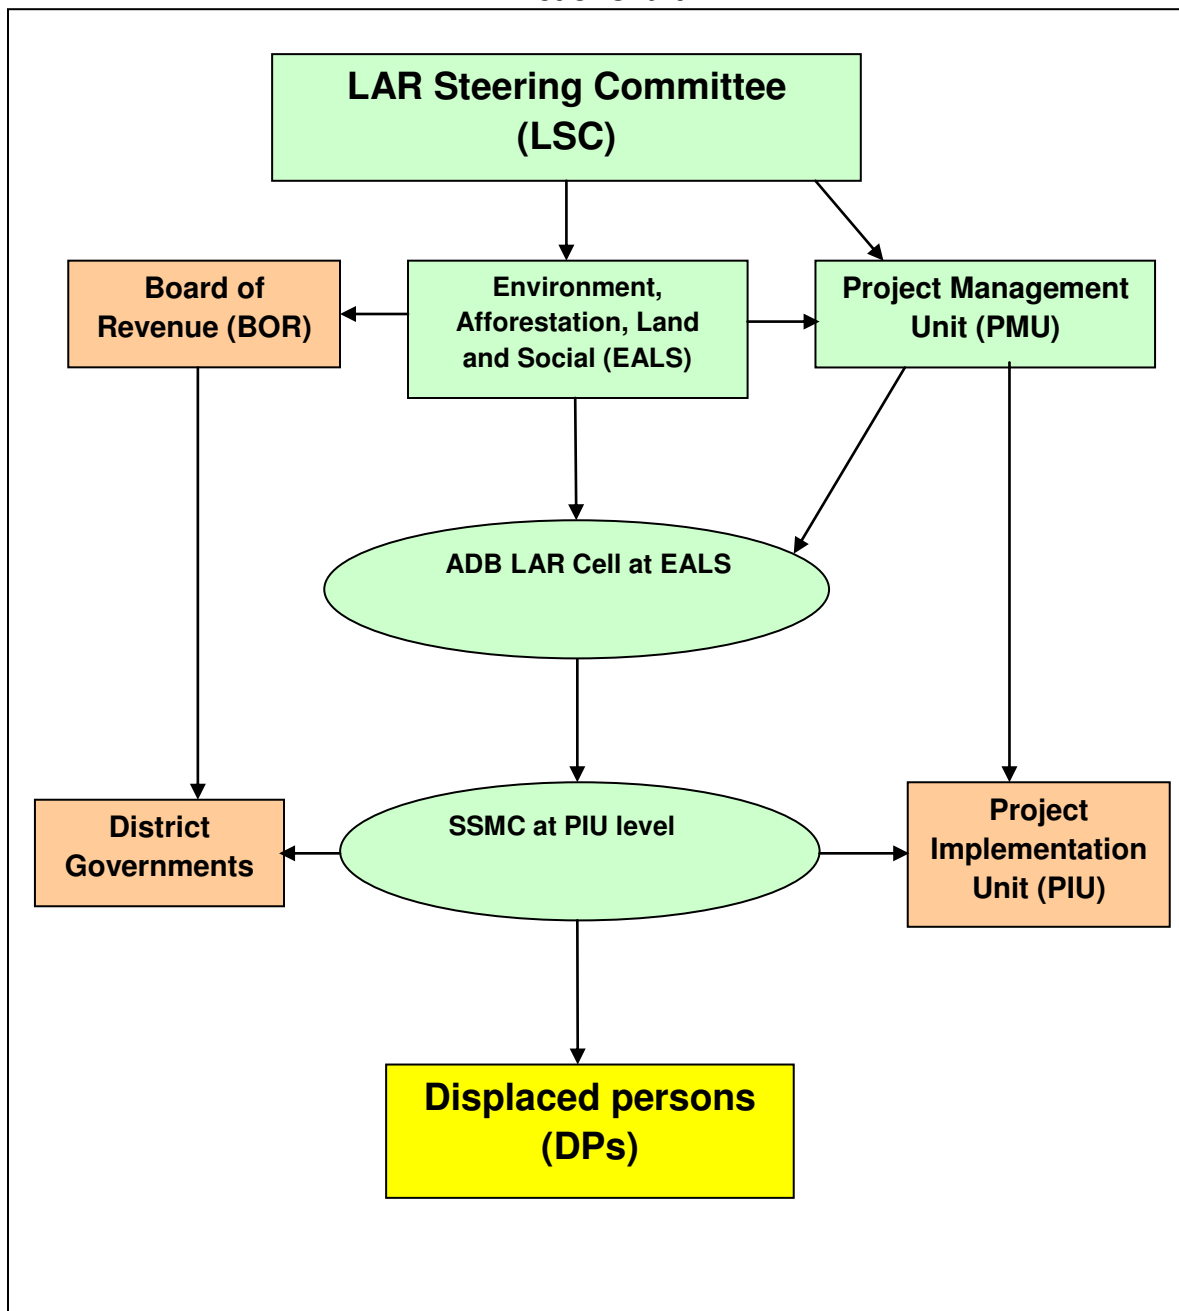 LAR Steering Committee
(LSC)
Board of
Revenue (BOR)
Environment,
Afforestation, Land
and Social (EALS)
Project Management
Unit (PMU)
ADB LAR Cell at EALS
District
Governments
SSMC at PIU level
Project
Implementation
Unit (PIU)
Displaced persons
(DPs)